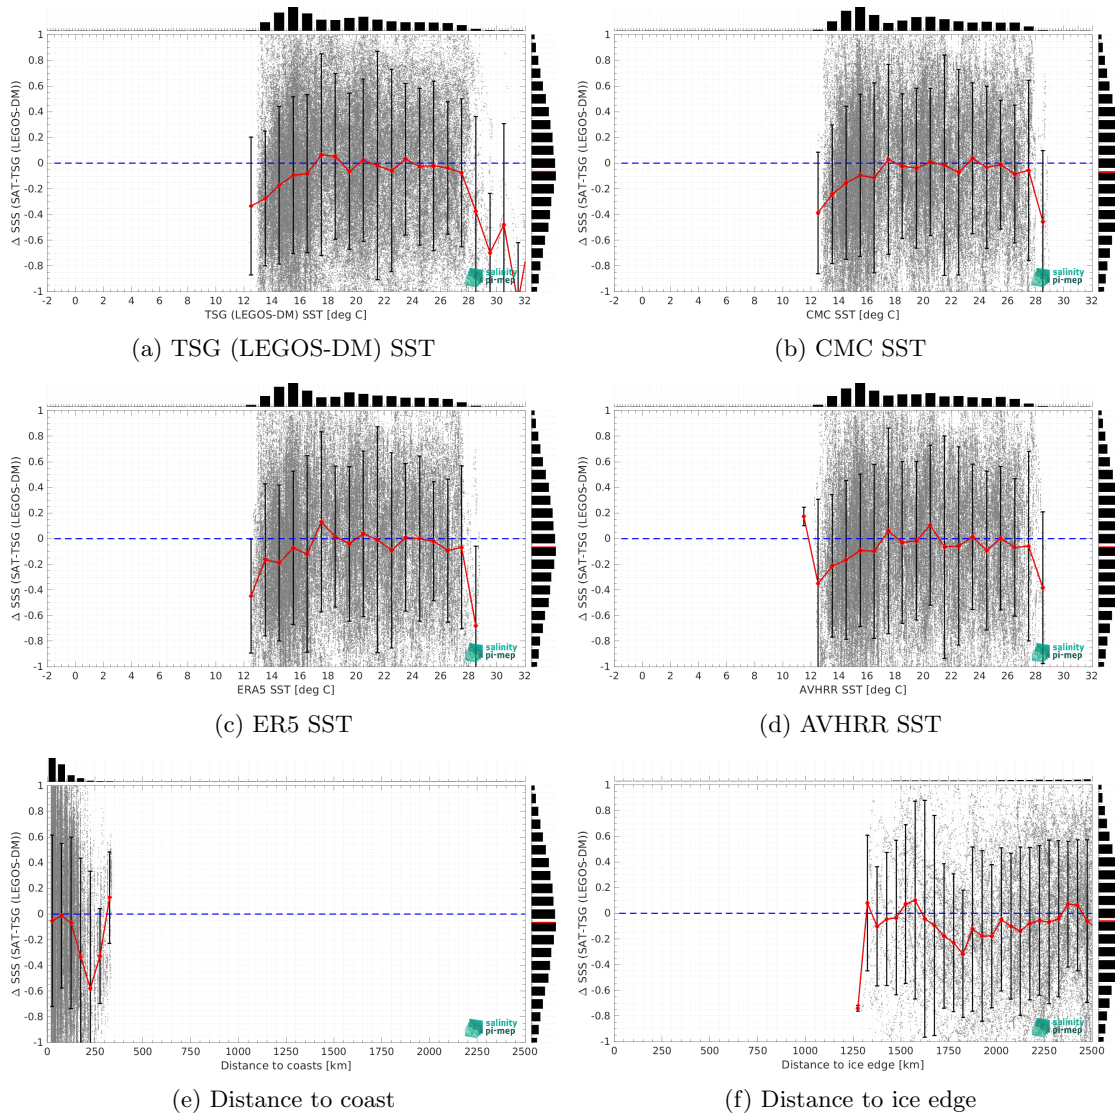 1
0.8
0.6
0.4
0.2
0
-0.2
-0.4
-0.6
-0.8
-1
Δ SSS (SAT-TSG (LEGOS-DM))
salinity
pi-mep
-2 0 2 4 6 8 10 12 14 16 18 20 22 24 26 28 30 32
TSG (LEGOS-DM) SST [deg C]
(a) TSG (LEGOS-DM) SST
1
0.8
0.6
0.4
0.2
0
-0.2
-0.4
-0.6
-0.8
-1
Δ SSS (SAT-TSG (LEGOS-DM))
salinity
pi-mep
-2 0 2 4 6 8 10 12 14 16 18 20 22 24 26 28 30 32
CMC SST [deg C]
(b) CMC SST
1
0.8
0.6
0.4
0.2
0
-0.2
-0.4
-0.6
-0.8
-1
Δ SSS (SAT-TSG (LEGOS-DM))
salinity
pi-mep
-2 0 2 4 6 8 10 12 14 16 18 20 22 24 26 28 30 32
ERA5 SST [deg C]
(c) ER5 SST
1
0.8
0.6
0.4
0.2
0
-0.2
-0.4
-0.6
-0.8
-1
Δ SSS (SAT-TSG (LEGOS-DM))
salinity
pi-mep
-2 0 2 4 6 8 10 12 14 16 18 20 22 24 26 28 30 32
AVHRR SST [deg C]
(d) AVHRR SST
1
0.8
0.6
0.4
0.2
0
-0.2
-0.4
-0.6
-0.8
-1
Δ SSS (SAT-TSG (LEGOS-DM))
salinity
pi-mep
0 250 500 750 1000 1250 1500 1750 2000 2250 2500
Distance to coasts [km]
(e) Distance to coast
1
0.8
0.6
0.4
0.2
0
-0.2
-0.4
-0.6
-0.8
-1
Δ SSS (SAT-TSG (LEGOS-DM))
salinity
pi-mep
0 250 500 750 1000 1250 1500 1750 2000 2250 2500
Distance to ice edge [km]
(f) Distance to ice edge